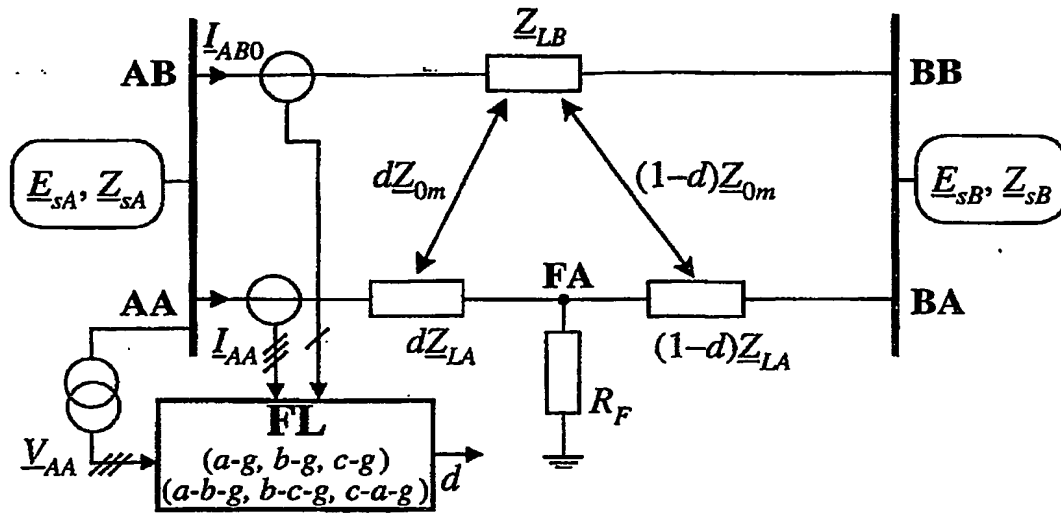 I_AB0
Z_LB
AB
BB
E_sA, Z_sA
dZ_0m
(1–d)Z_0m
E_sB, Z_sB
AA
FA
BA
I_AA
dZ_LA
(1–d)Z_LA
R_F
FL
V_AA
(a-g, b-g, c-g)
(a-b-g, b-c-g, c-a-g)
d